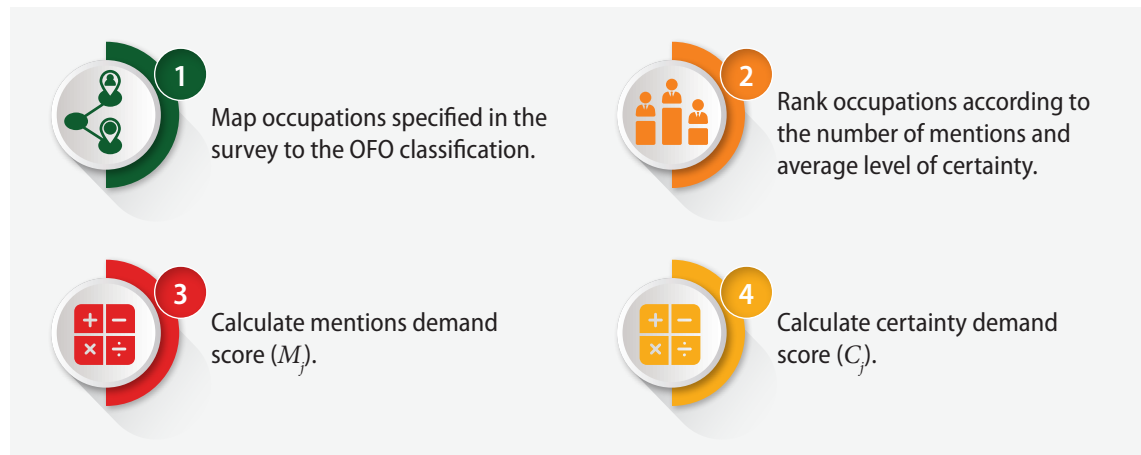 1
Map occupations specified in the
survey to the OFO classification.
2
Rank occupations according to
the number of mentions and
average level of certainty.
3
Calculate mentions demand
score (Mj).
4
Calculate certainty demand
score (Cj).